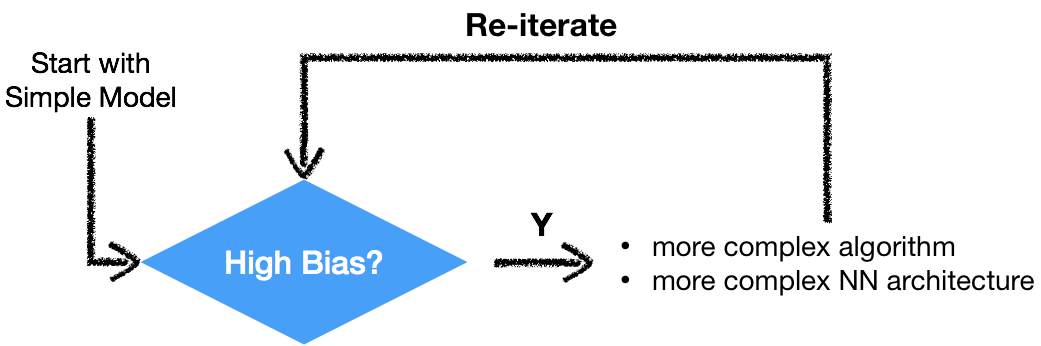 Re-iterate
Start with
Simple Model
High Bias?
Y
• more complex algorithm
• more complex NN architecture